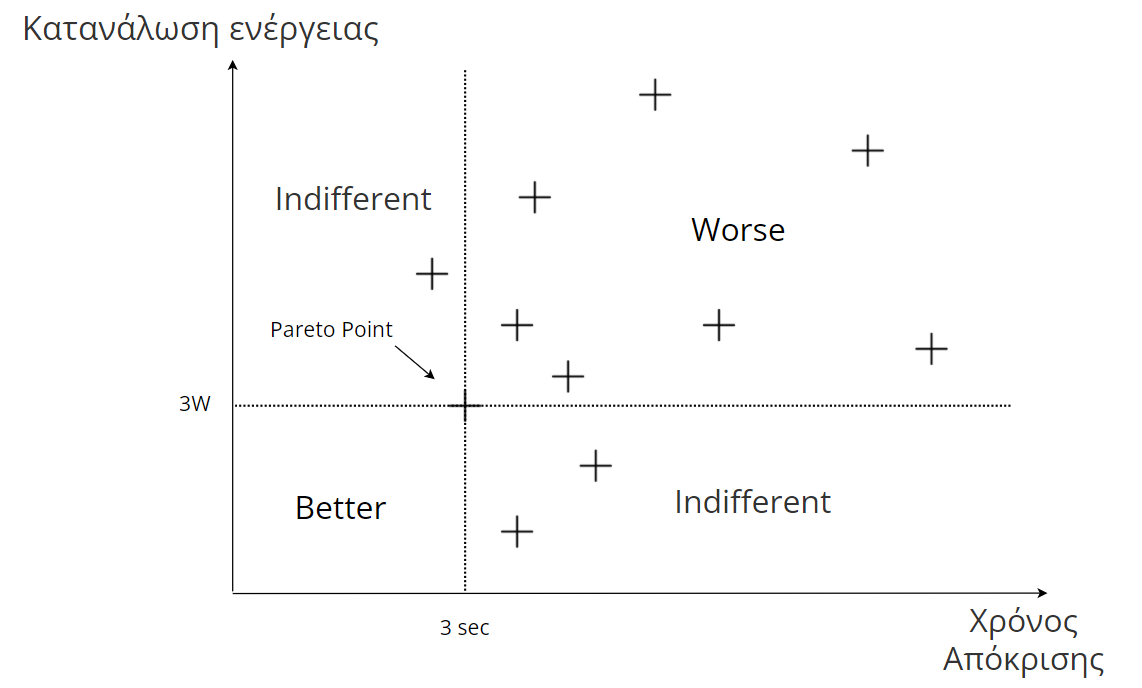 Κατανάλωση ενέργειας
Indifferent
Worse
Pareto Point
3W
Better
Indifferent
3 sec
Χρόνος
Απόκρισης